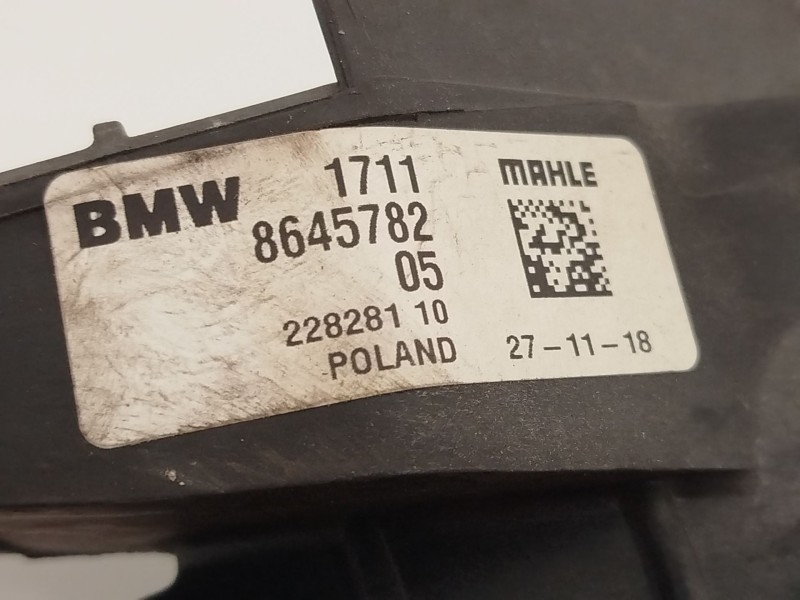 BMW 1711
8645782
05
228281 10
POLAND
MAHLE
27-11-18